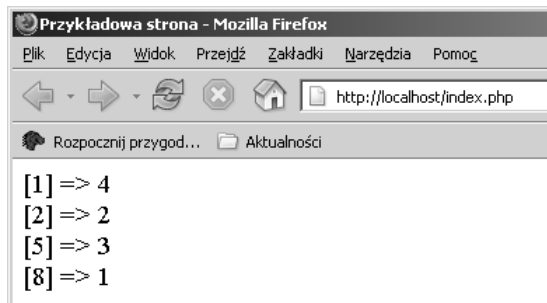 Przykładowa strona - Mozilla Firefox
Plik Edycja Widok Przejdź Zakładki Narzędzia Pomoc
http://localhost/index.php
Rozpocznij przygod... Aktualności
[1] => 4
[2] => 2
[5] => 3
[8] => 1